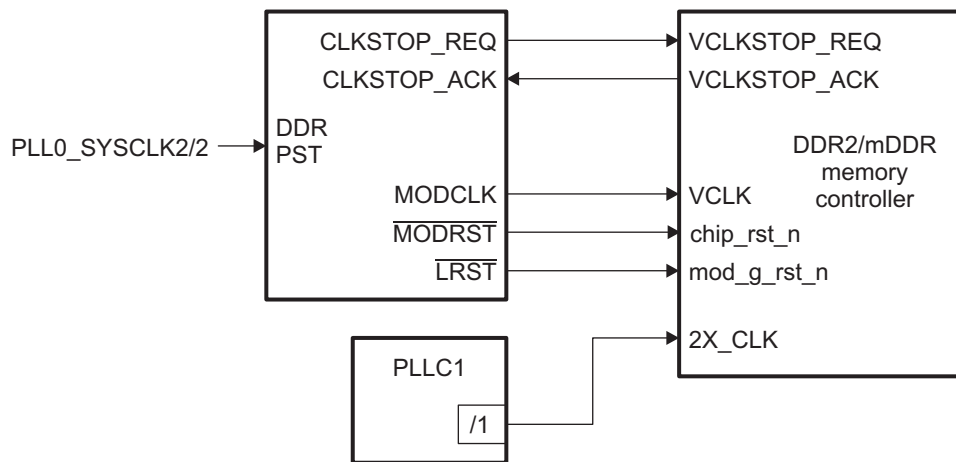 CLKSTOP_REQ
VCLKSTOP_REQ
CLKSTOP_ACK
VCLKSTOP_ACK
PLL0_SYSCLK2/2
DDR
PST
DDR2/mDDR
memory
controller
MODCLK
VCLK
MODRST
chip_rst_n
LRST
mod_g_rst_n
2X_CLK
PLLC1
/1